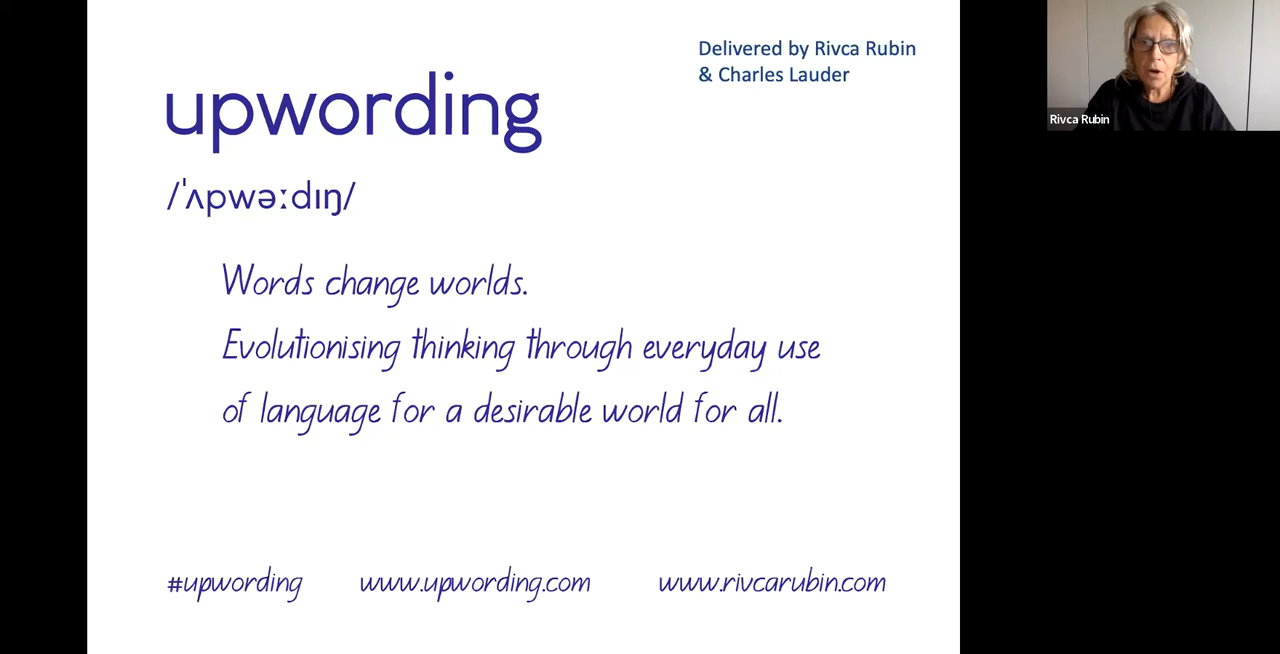 Delivered by Rivca Rubin
& Charles Lauder
upwording
/ˈʌpwəːdɪŋ/
Words change worlds.
Evolutionising thinking through everyday use
of language for a desirable world for all.
#upwording www.upwording.com www.rivcarubin.com
Rivca Rubin